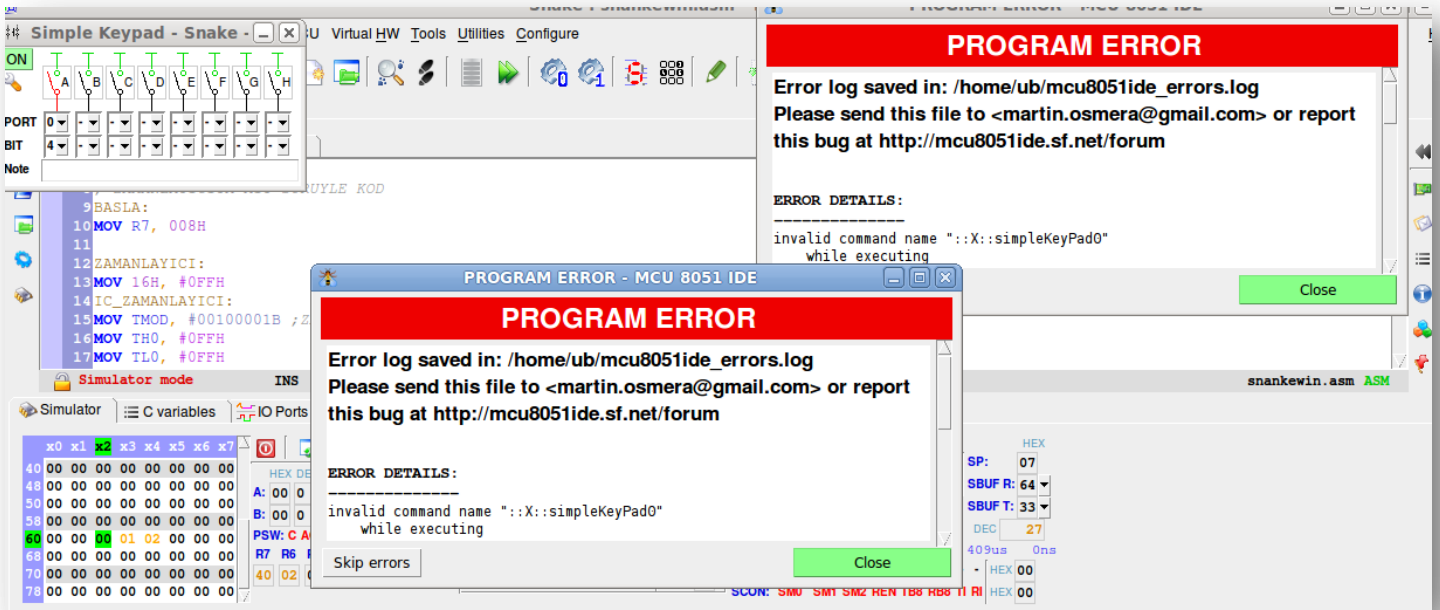 Simple Keypad - Snake -
ON
A B C D E F G H
PORT 0 - - - - - - -
BIT 4 - - - - - - -
Note
Virtual HW Tools Utilities Configure
PROGRAM ERROR - MCU 8051 IDE
PROGRAM ERROR
Error log saved in: /home/ub/mcu8051ide_errors.log
Please send this file to <martin.osmera@gmail.com> or report
this bug at http://mcu8051ide.sf.net/forum
ERROR DETAILS:
--------------
invalid command name "::X::simpleKeyPad0"
while executing
Close
KOD
9 BASLA:
10 MOV R7, 008H
11
12 ZAMANLAYICI:
13 MOV 16H, #0FFH
14 IC_ZAMANLAYICI:
15 MOV TMOD, #00100001B ;Z
16 MOV TH0, #0FFH
17 MOV TL0, #0FFH
Simulator mode INS
snankewin.asm ASM
PROGRAM ERROR - MCU 8051 IDE
PROGRAM ERROR
Error log saved in: /home/ub/mcu8051ide_errors.log
Please send this file to <martin.osmera@gmail.com> or report
this bug at http://mcu8051ide.sf.net/forum
ERROR DETAILS:
--------------
invalid command name "::X::simpleKeyPad0"
while executing
Skip errors
Close
Simulator C variables IO Ports
x0 x1 x2 x3 x4 x5 x6 x7
40 00 00 00 00 00 00 00 00
48 00 00 00 00 00 00 00 00
50 00 00 00 00 00 00 00 00
58 00 00 00 00 00 00 00 00
60 00 00 00 01 02 00 00 00
68 00 00 00 00 00 00 00 00
70 00 00 00 00 00 00 00 00
78 00 00 00 00 00 00 00 00
HEX DE
A: 00 0
B: 00 0
PSW: C
R7 R6
40 02
HEX
SP: 07
SBUF R: 64
SBUF T: 33
DEC 27
409us 0ns
- HEX 00
SCON: SM0 SM1 SM2 REN TB8 RB8 TI RI HEX 00